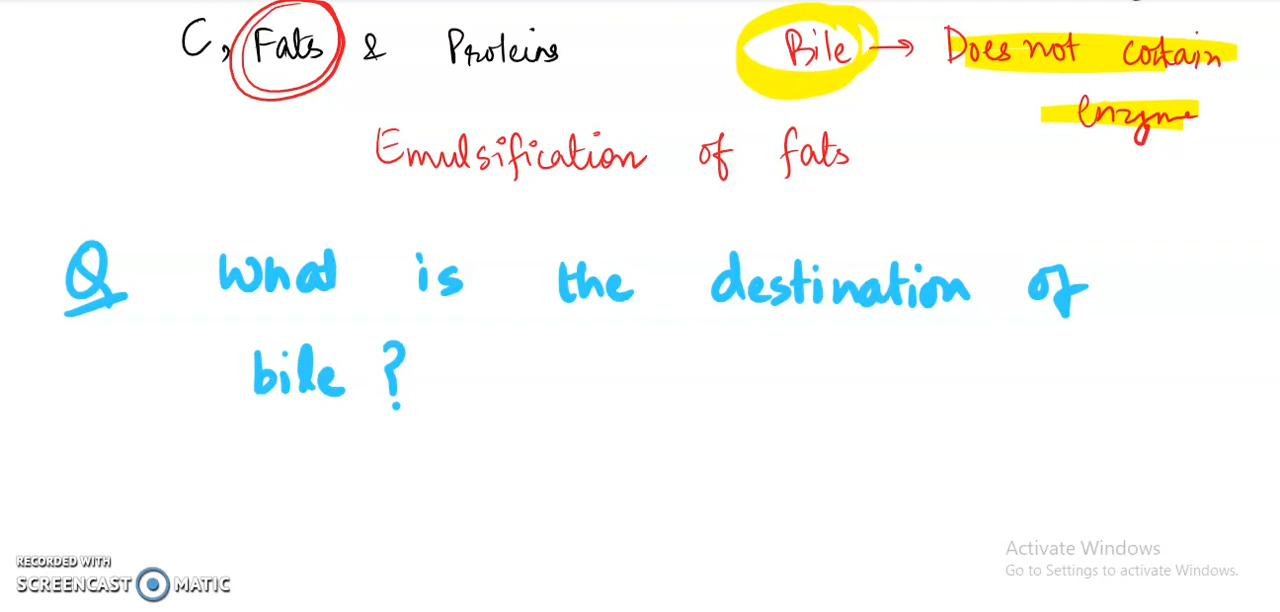 C, Fats & Proteins Bile → Does not contain
enzyme
Emulsification of fats
Q What is the destination of
bile ?
Activate Windows
Go to Settings to activate Windows.
RECORDED WITH
SCREENCAST MATIC